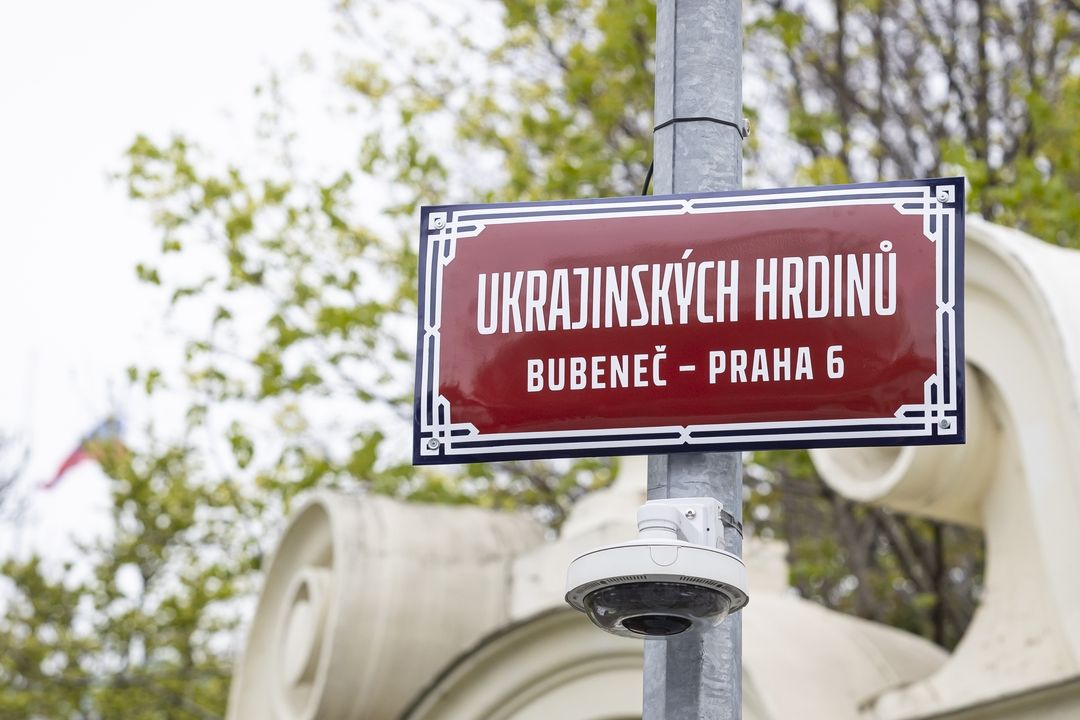 UKRAJINSKÝCH HRDINŮ
BUBENEČ – PRAHA 6